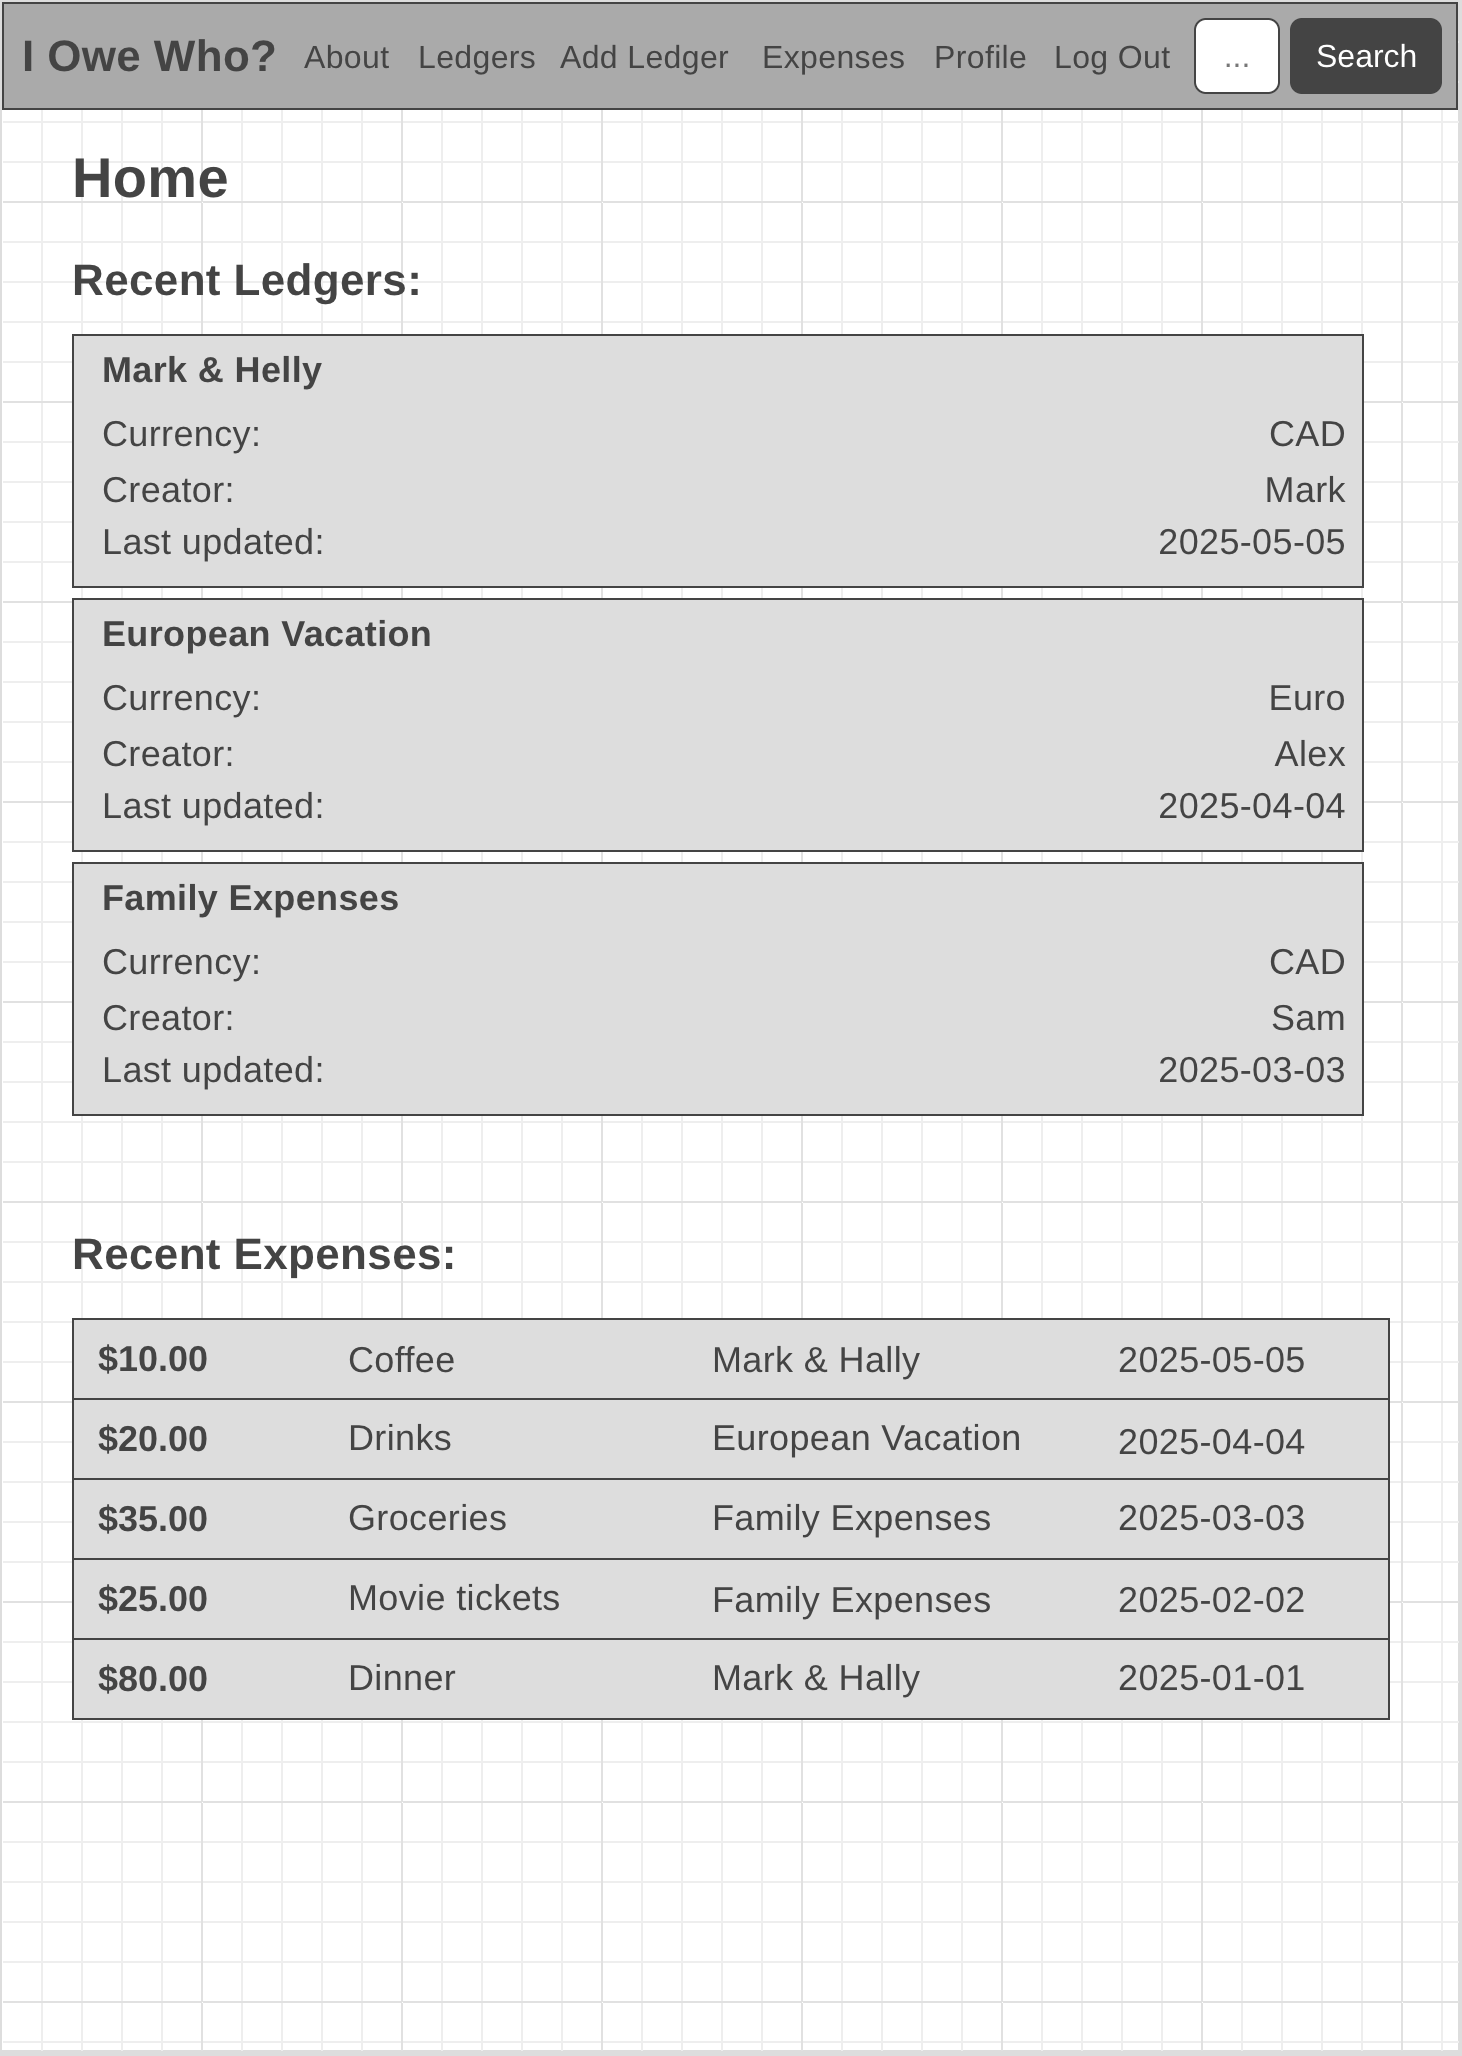 I Owe Who? About Ledgers Add Ledger Expenses Profile Log Out ... Search
Home
Recent Ledgers:
Mark & Helly
Currency: CAD
Creator: Mark
Last updated: 2025-05-05
European Vacation
Currency: Euro
Creator: Alex
Last updated: 2025-04-04
Family Expenses
Currency: CAD
Creator: Sam
Last updated: 2025-03-03
Recent Expenses:
$10.00 Coffee Mark & Hally 2025-05-05
$20.00 Drinks European Vacation 2025-04-04
$35.00 Groceries Family Expenses 2025-03-03
$25.00 Movie tickets Family Expenses 2025-02-02
$80.00 Dinner Mark & Hally 2025-01-01